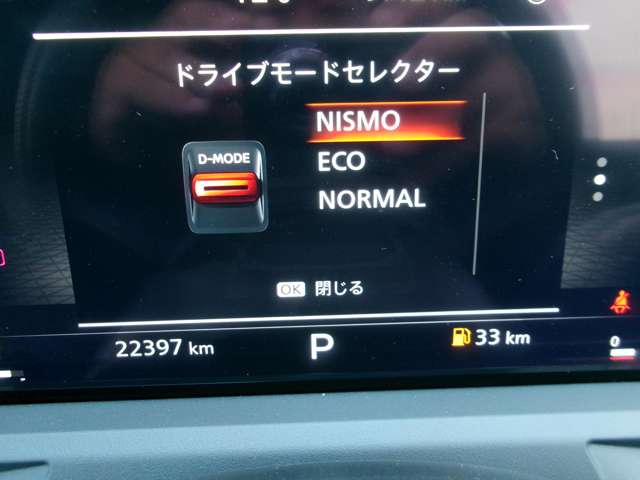 ドライブモードセレクター
NISMO
D-MODE
ECO
NORMAL
OK 閉じる
22397 km P 33 km
0